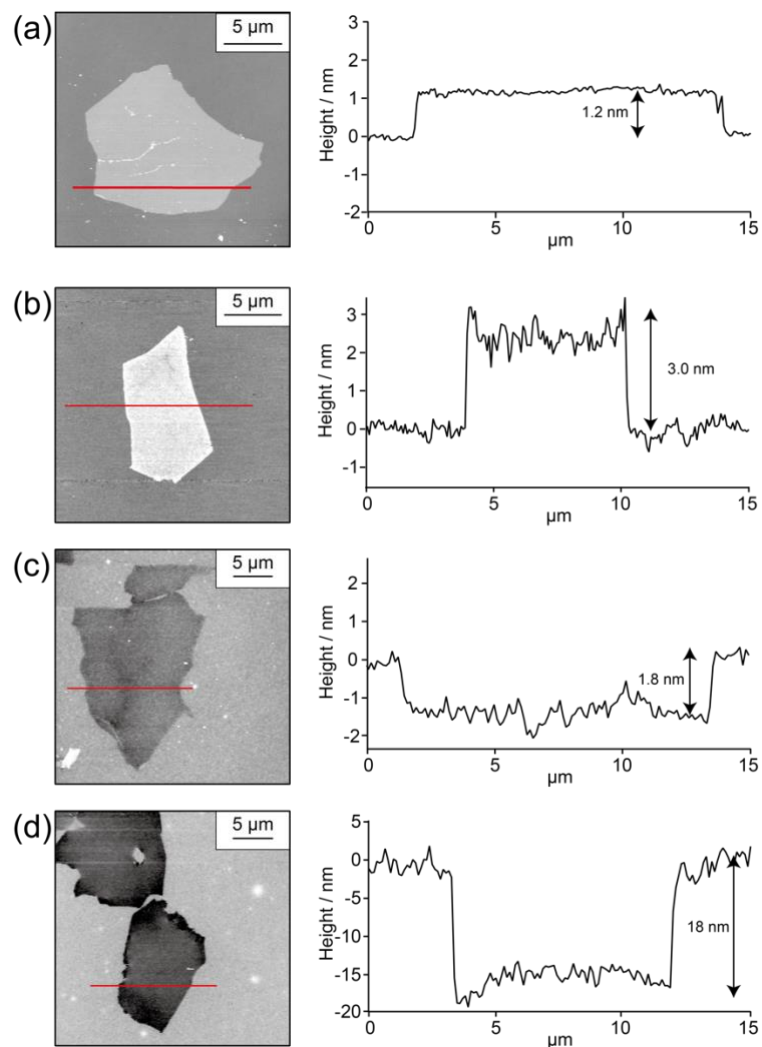 (a)
5 µm
Height / nm
3
2
1
0
-1
-2
1.2 nm
0 5 10 15
µm
(b)
5 µm
Height / nm
3
2
1
0
-1
3.0 nm
0 5 10 15
µm
(c)
5 µm
Height / nm
2
1
0
-1
-2
1.8 nm
0 5 10 15
µm
(d)
5 µm
Height / nm
5
0
-5
-10
-15
-20
18 nm
0 5 10 15
µm